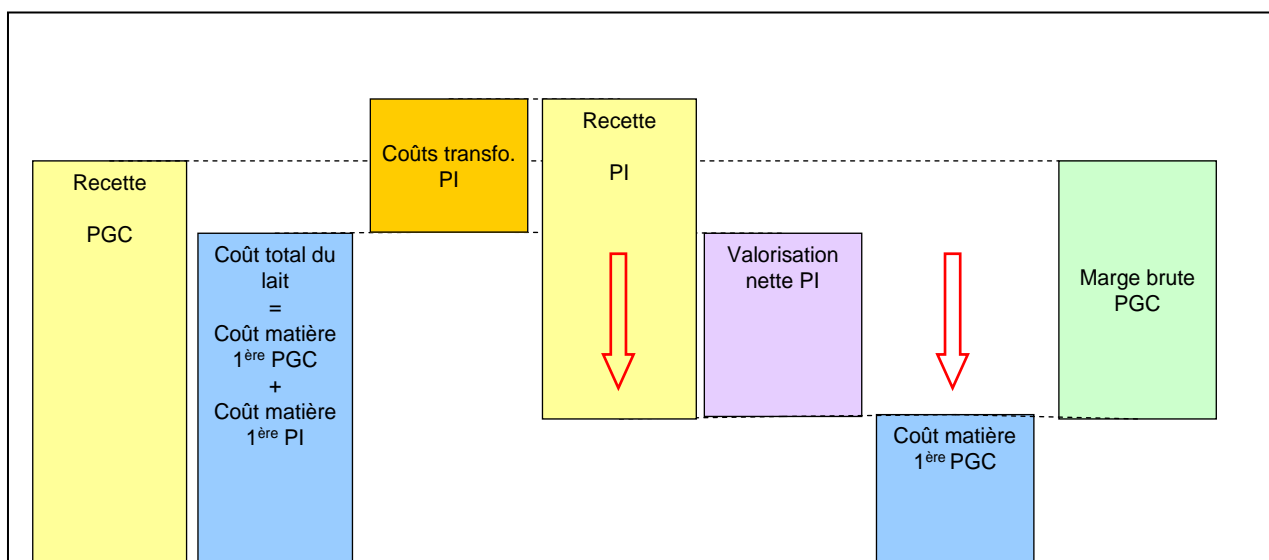 Recette
PGC
Coût total du
lait
=
Coût matière
1ère PGC
+
Coût matière
1ère PI
Coûts transfo.
PI
Recette
PI
Valorisation
nette PI
Coût matière
1ère PGC
Marge brute
PGC